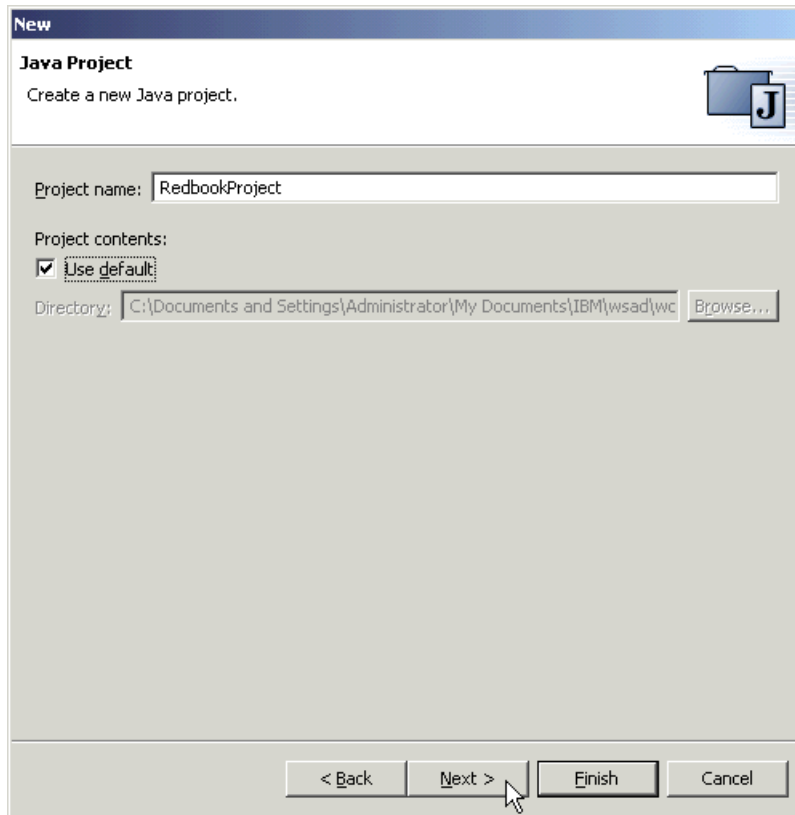 New
Java Project
Create a new Java project.
J
Project name: RedbookProject
Project contents:
Use default
Directory: C:\Documents and Settings\Administrator\My Documents\IBM\wsad\wc Browse...
< Back Next > Finish Cancel